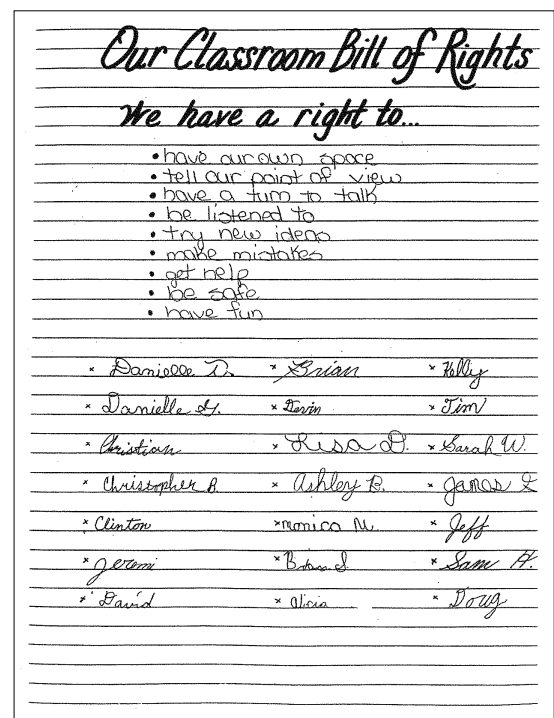 Our Classroom Bill of Rights
We have a right to...
• have our own space
• tell our point of view
• have a turn to talk
• be listened to
• try new ideas
• make mistakes
• get help
• be safe
• have fun
x Danielle D. x Brian x Kelly
x Danielle G. x Devin x Tim
x Christian x Lisa D. x Sarah W.
x Christopher B. x Ashley B. x James
x Clinton x Monica M. x Jeff
x Jeremi x x Sam H.
x David x Alicia x Doug